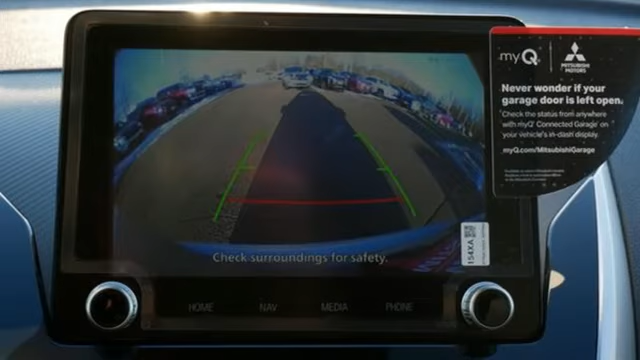 myQ
MITSUBISHI
MOTORS
Never wonder if your
garage door is left open.
Check the status from anywhere
with myQ Connected Garage on
your vehicle's in-dash display.
myQ.com/MitsubishiGarage
Check surroundings for safety.
154XA
HOME NAV MEDIA PHONE